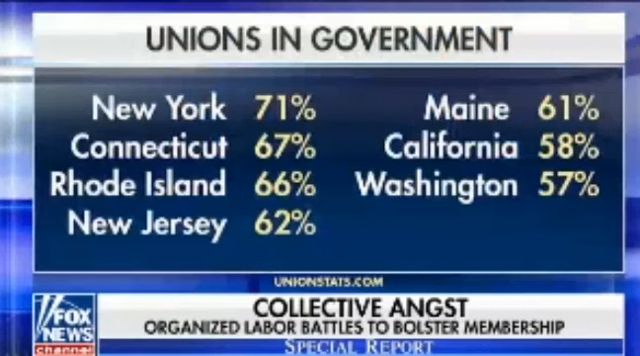 UNIONS IN GOVERNMENT
New York 71%
Connecticut 67%
Rhode Island 66%
New Jersey 62%
Maine 61%
California 58%
Washington 57%
UNIONSTATS.COM
FOX
NEWS
channel
COLLECTIVE ANGST
ORGANIZED LABOR BATTLES TO BOLSTER MEMBERSHIP
SPECIAL REPORT